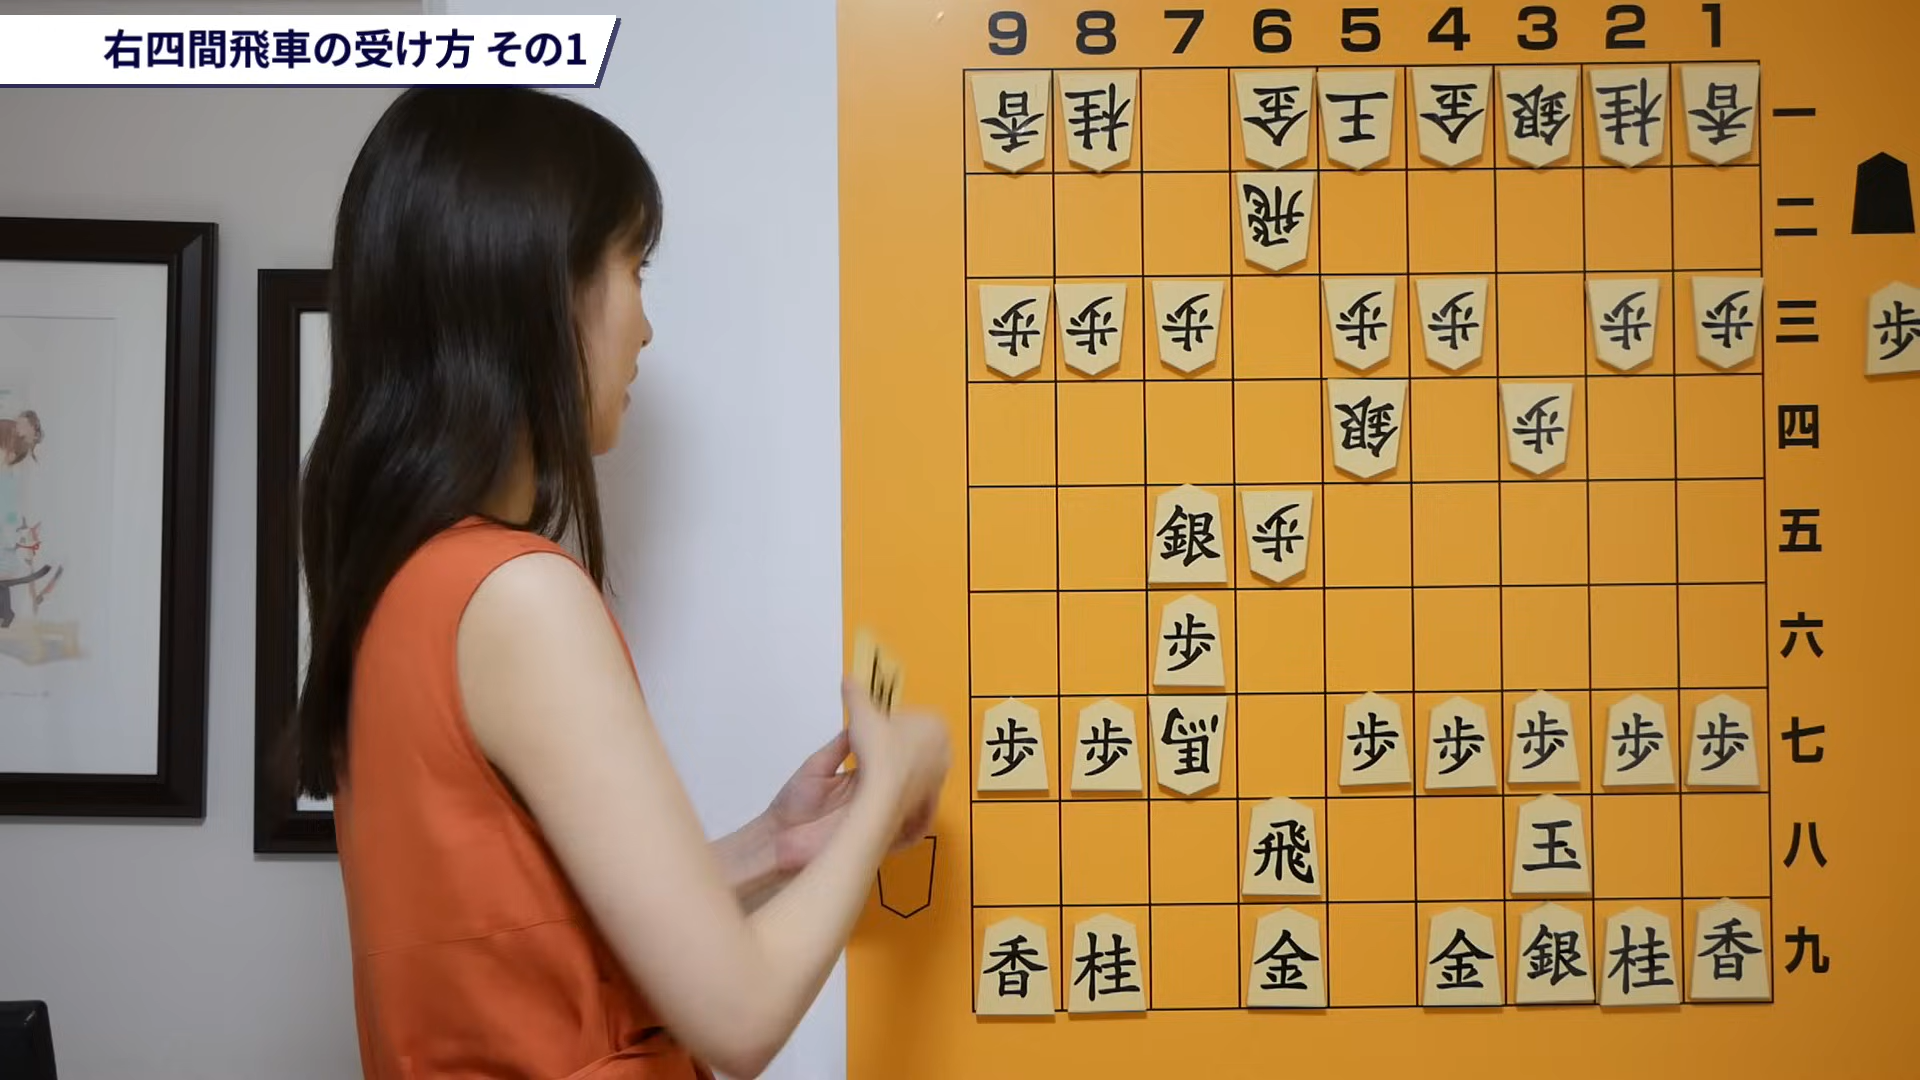 右四間飛車の受け方 その1
9 8 7 6 5 4 3 2 1
香 桂 金 王 金 銀 桂 香 一
飛 二
歩 歩 歩 歩 歩 歩 歩 三 歩
銀 歩 四
銀 歩 五
歩 六
歩 歩 馬 歩 歩 歩 歩 歩 七
飛 玉 八
香 桂 金 金 銀 桂 香 九